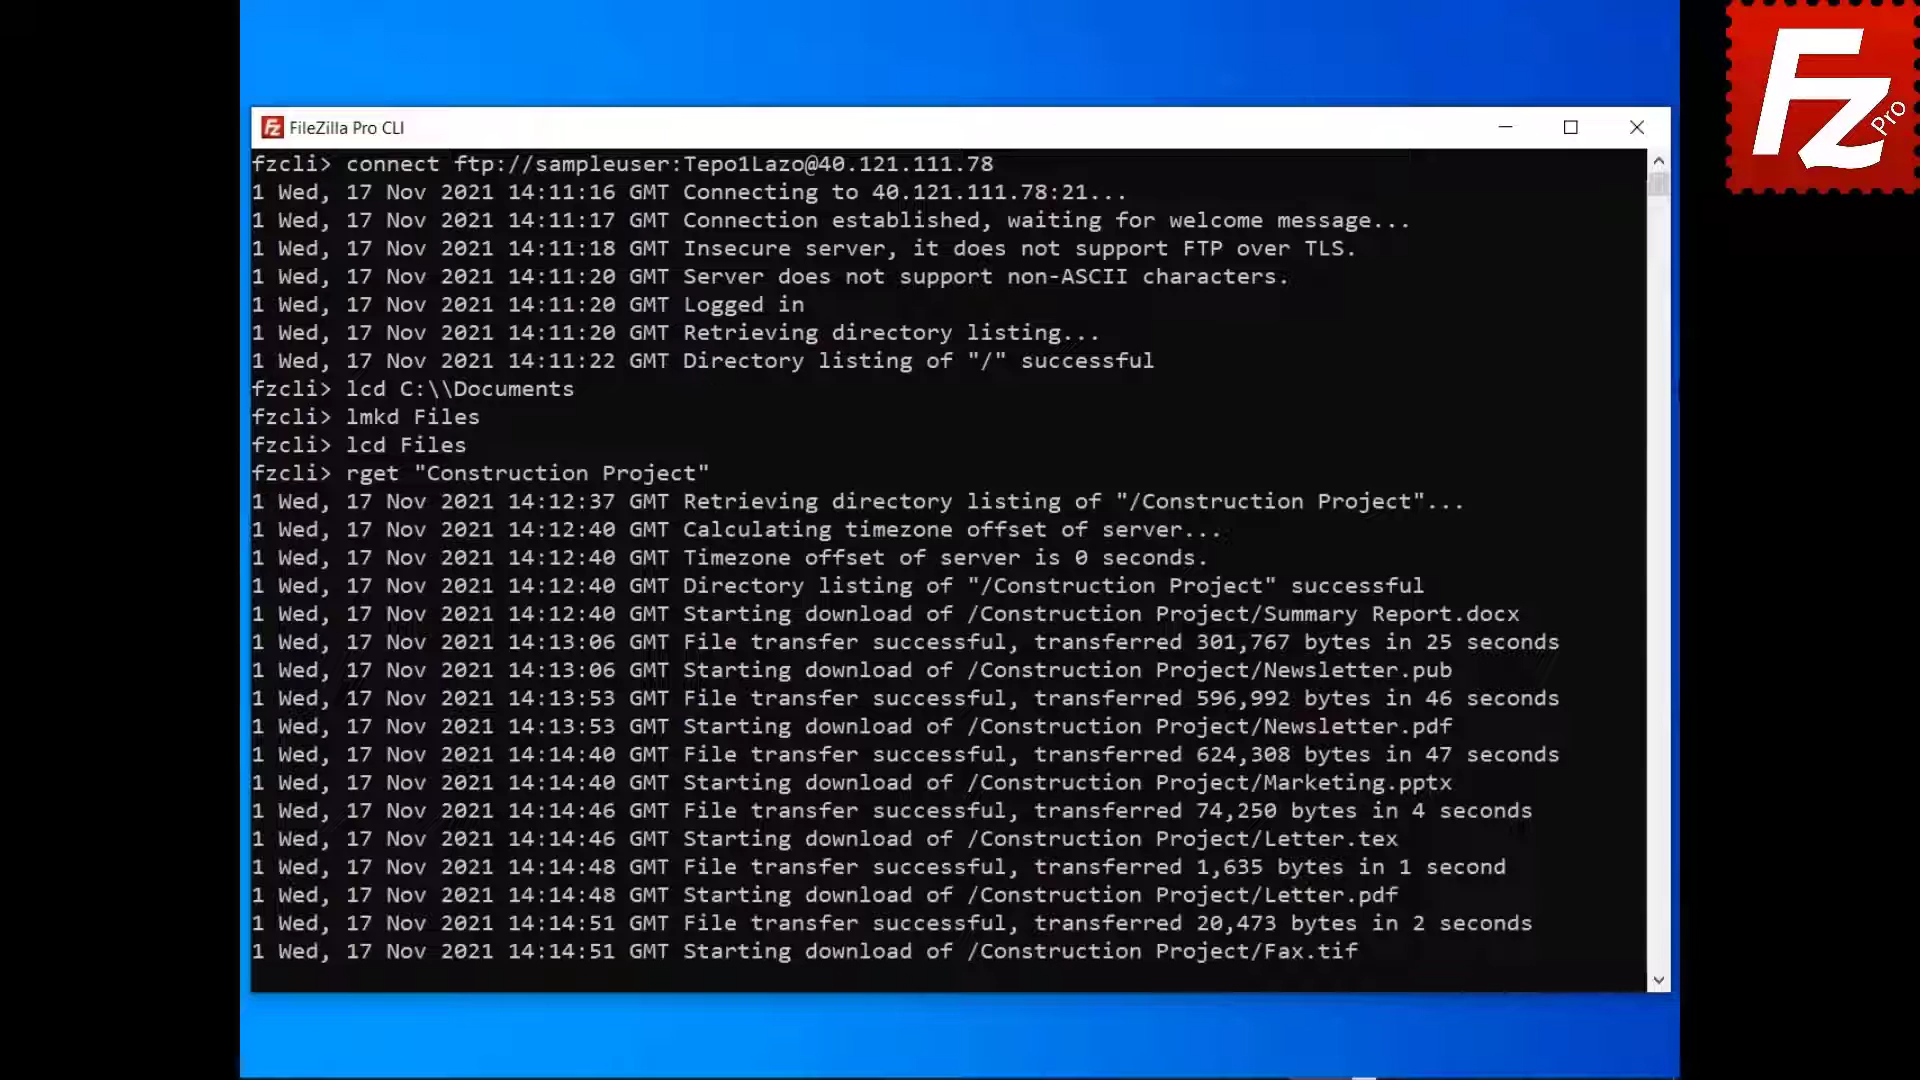 Fz Pro
Fz FileZilla Pro CLI
fzcli> connect ftp://sampleuser:Tepo1Lazo@40.121.111.78
1 Wed, 17 Nov 2021 14:11:16 GMT Connecting to 40.121.111.78:21...
1 Wed, 17 Nov 2021 14:11:17 GMT Connection established, waiting for welcome message...
1 Wed, 17 Nov 2021 14:11:18 GMT Insecure server, it does not support FTP over TLS.
1 Wed, 17 Nov 2021 14:11:20 GMT Server does not support non-ASCII characters.
1 Wed, 17 Nov 2021 14:11:20 GMT Logged in
1 Wed, 17 Nov 2021 14:11:20 GMT Retrieving directory listing...
1 Wed, 17 Nov 2021 14:11:22 GMT Directory listing of "/" successful
fzcli> lcd C:\\Documents
fzcli> lmkd Files
fzcli> lcd Files
fzcli> rget "Construction Project"
1 Wed, 17 Nov 2021 14:12:37 GMT Retrieving directory listing of "/Construction Project"...
1 Wed, 17 Nov 2021 14:12:40 GMT Calculating timezone offset of server...
1 Wed, 17 Nov 2021 14:12:40 GMT Timezone offset of server is 0 seconds.
1 Wed, 17 Nov 2021 14:12:40 GMT Directory listing of "/Construction Project" successful
1 Wed, 17 Nov 2021 14:12:40 GMT Starting download of /Construction Project/Summary Report.docx
1 Wed, 17 Nov 2021 14:13:06 GMT File transfer successful, transferred 301,767 bytes in 25 seconds
1 Wed, 17 Nov 2021 14:13:06 GMT Starting download of /Construction Project/Newsletter.pub
1 Wed, 17 Nov 2021 14:13:53 GMT File transfer successful, transferred 596,992 bytes in 46 seconds
1 Wed, 17 Nov 2021 14:13:53 GMT Starting download of /Construction Project/Newsletter.pdf
1 Wed, 17 Nov 2021 14:14:40 GMT File transfer successful, transferred 624,308 bytes in 47 seconds
1 Wed, 17 Nov 2021 14:14:40 GMT Starting download of /Construction Project/Marketing.pptx
1 Wed, 17 Nov 2021 14:14:46 GMT File transfer successful, transferred 74,250 bytes in 4 seconds
1 Wed, 17 Nov 2021 14:14:46 GMT Starting download of /Construction Project/Letter.tex
1 Wed, 17 Nov 2021 14:14:48 GMT File transfer successful, transferred 1,635 bytes in 1 second
1 Wed, 17 Nov 2021 14:14:48 GMT Starting download of /Construction Project/Letter.pdf
1 Wed, 17 Nov 2021 14:14:51 GMT File transfer successful, transferred 20,473 bytes in 2 seconds
1 Wed, 17 Nov 2021 14:14:51 GMT Starting download of /Construction Project/Fax.tif